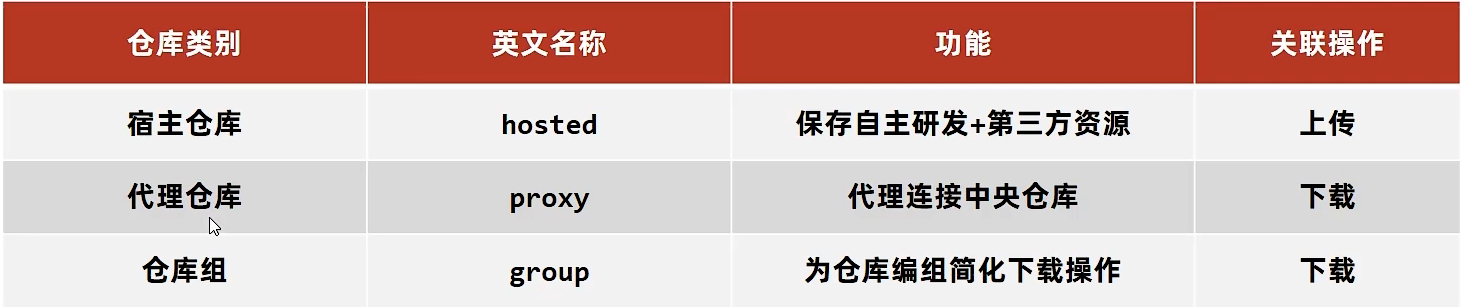 仓库类别 英文名称 功能 关联操作
宿主仓库 hosted 保存自主研发+第三方资源 上传
代理仓库 proxy 代理连接中央仓库 下载
仓库组 group 为仓库编组简化下载操作 下载